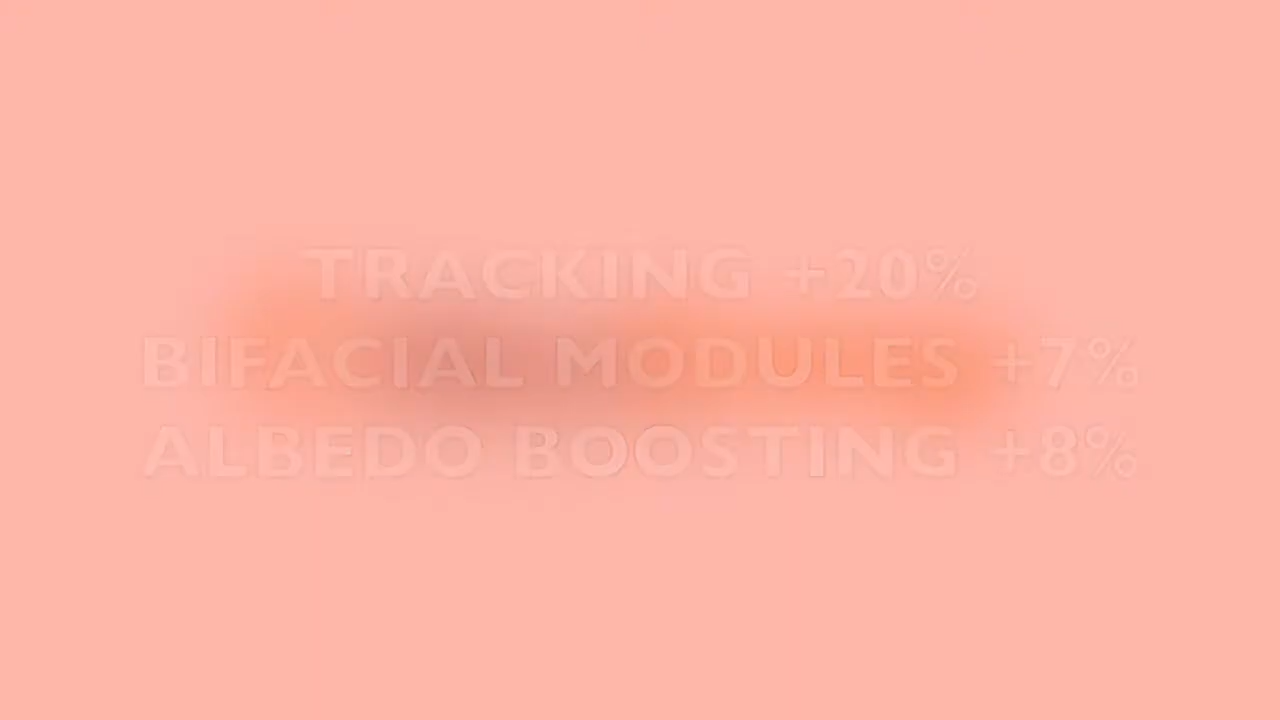 TRACKING +20%
BIFACIAL MODULES +7%
ALBEDO BOOSTING +8%